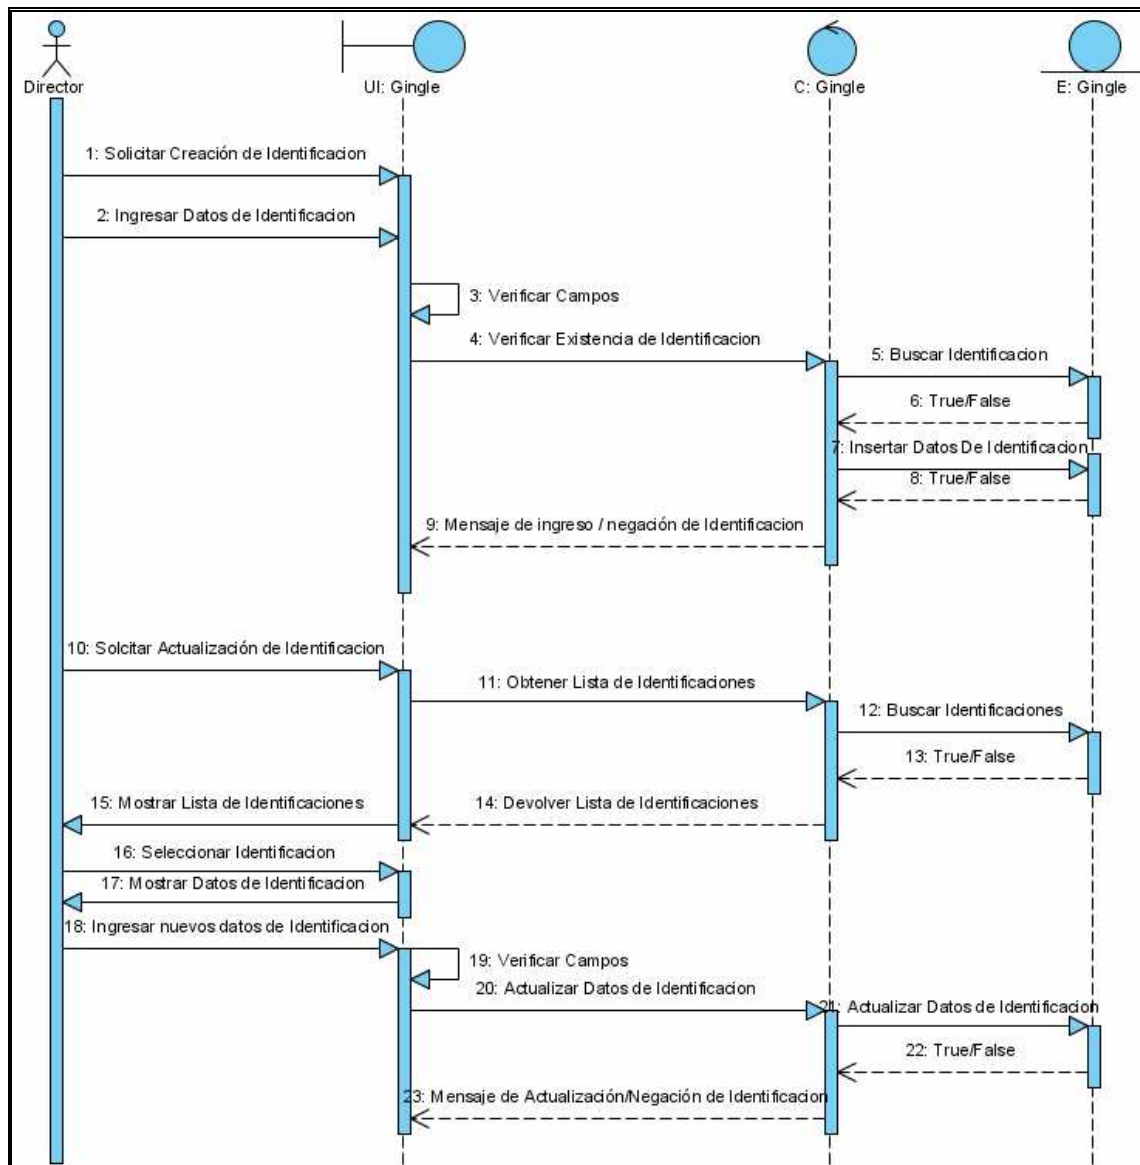 Director
UI: Gingle
C: Gingle
E: Gingle
1: Solicitar Creación de Identificacion
2: Ingresar Datos de Identificacion
3: Verificar Campos
4: Verificar Existencia de Identificacion
5: Buscar Identificacion
6: True/False
7: Insertar Datos De Identificacion
8: True/False
9: Mensaje de ingreso / negación de Identificacion
10: Solcitar Actualización de Identificacion
11: Obtener Lista de Identificaciones
12: Buscar Identificaciones
13: True/False
14: Devolver Lista de Identificaciones
15: Mostrar Lista de Identificaciones
16: Seleccionar Identificacion
17: Mostrar Datos de Identificacion
18: Ingresar nuevos datos de Identificacion
19: Verificar Campos
20: Actualizar Datos de Identificacion
21: Actualizar Datos de Identificacion
22: True/False
23: Mensaje de Actualización/Negación de Identificacion